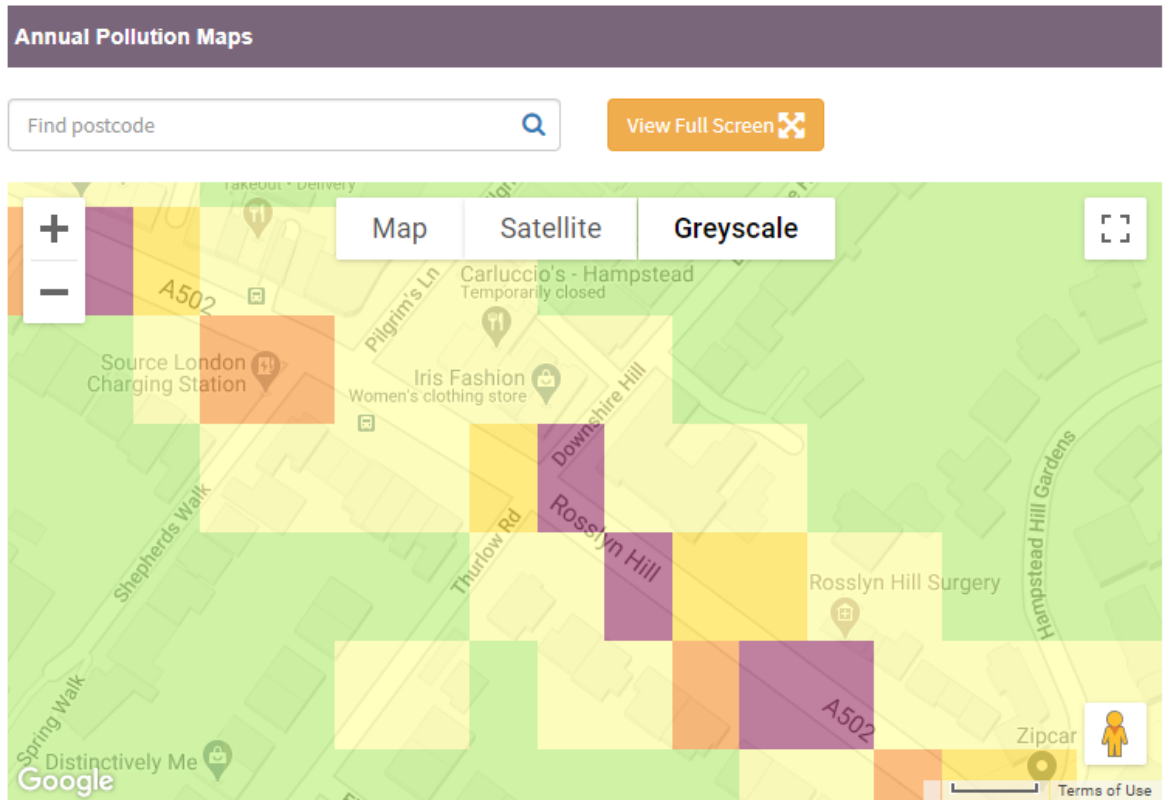 Annual Pollution Maps
Find postcode
View Full Screen
Takeout • Delivery
Map
Satellite
Greyscale
+
−
A502
Pilgrim's Ln
Carluccio's - Hampstead
Temporarily closed
Source London
Charging Station
Iris Fashion
Women's clothing store
Downshire Hill
Rosslyn Hill
Thurlow Rd
Shepherds Walk
Hampstead Hill Gardens
Rosslyn Hill Surgery
A502
Spring Walk
Distinctively Me
Zipcar
Google
Terms of Use